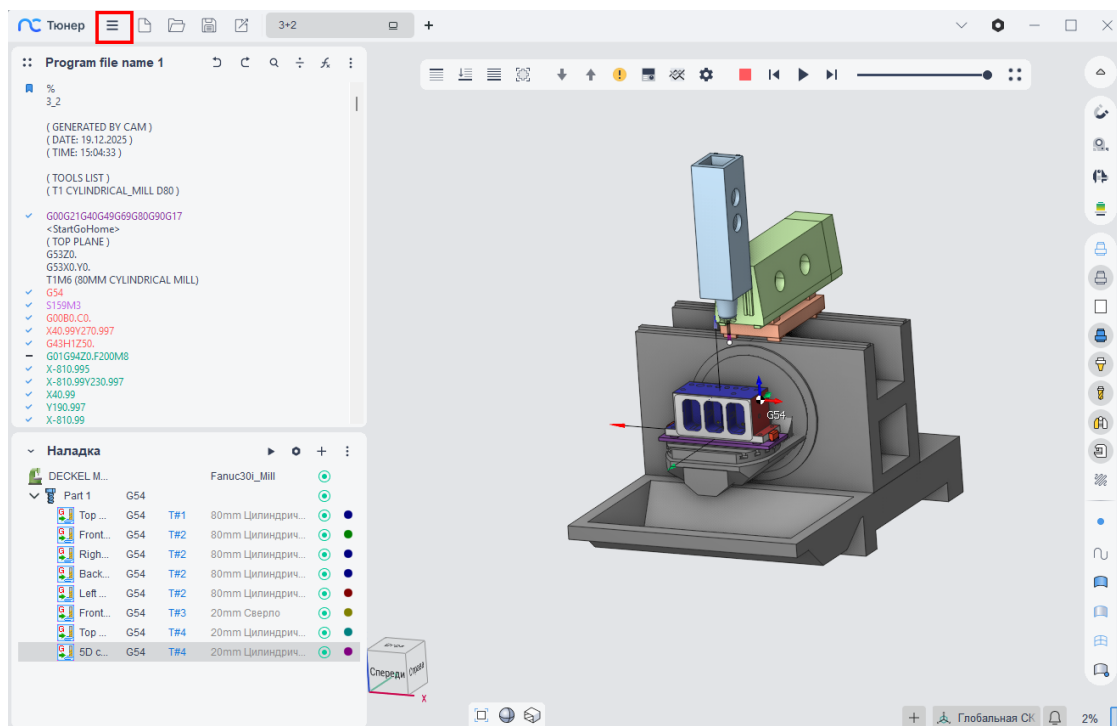 Тюнер
3+2
Program file name 1
%
3_2
( GENERATED BY CAM )
( DATE: 19.12.2025 )
( TIME: 15:04:33 )
( TOOLS LIST )
( T1 CYLINDRICAL_MILL D80 )
G00G21G40G49G69G80G90G17
<StartGoHome>
( TOP PLANE )
G53Z0.
G53X0.Y0.
T1M6 (80MM CYLINDRICAL MILL)
G54
S159M3
G00B0.C0.
X40.99Y270.997
G43H1Z50.
G01G94Z0.F200M8
X-810.995
X-810.99Y230.997
X40.99
Y190.997
X-810.99
Наладка
DECKEL M... Fanuc30i_Mill
Part 1 G54
Top ... G54 T#1 80mm Цилиндрич...
Front... G54 T#2 80mm Цилиндрич...
Righ... G54 T#2 80mm Цилиндрич...
Back... G54 T#2 80mm Цилиндрич...
Left ... G54 T#2 80mm Цилиндрич...
Front... G54 T#3 20mm Сверло
Top ... G54 T#4 20mm Цилиндрич...
5D c... G54 T#4 20mm Цилиндрич...
G54
Спереди
Справа
X
Глобальная СК
2%